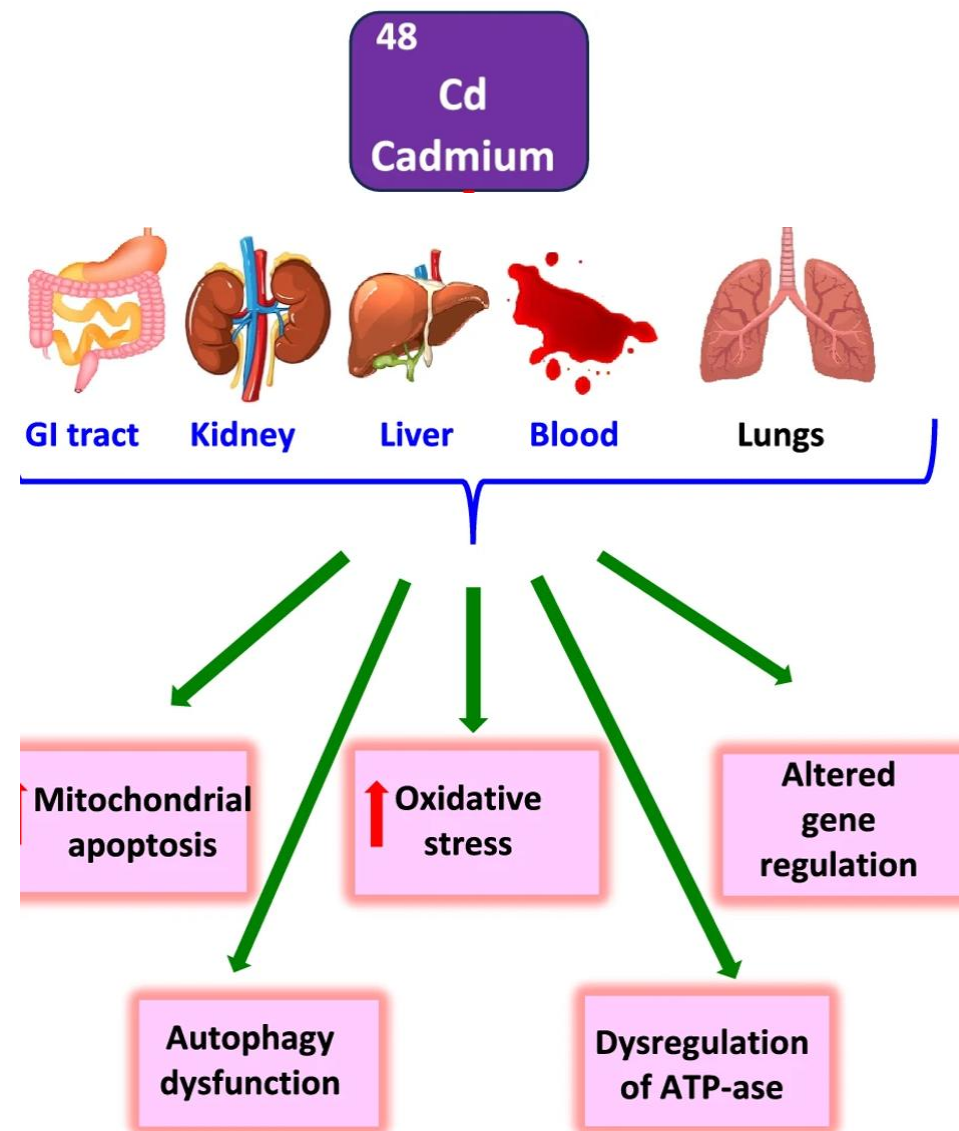 48
Cd
Cadmium
GI tract
Kidney
Liver
Blood
Lungs
Mitochondrial
apoptosis
Oxidative
stress
Altered
gene
regulation
Autophagy
dysfunction
Dysregulation
of ATP-ase